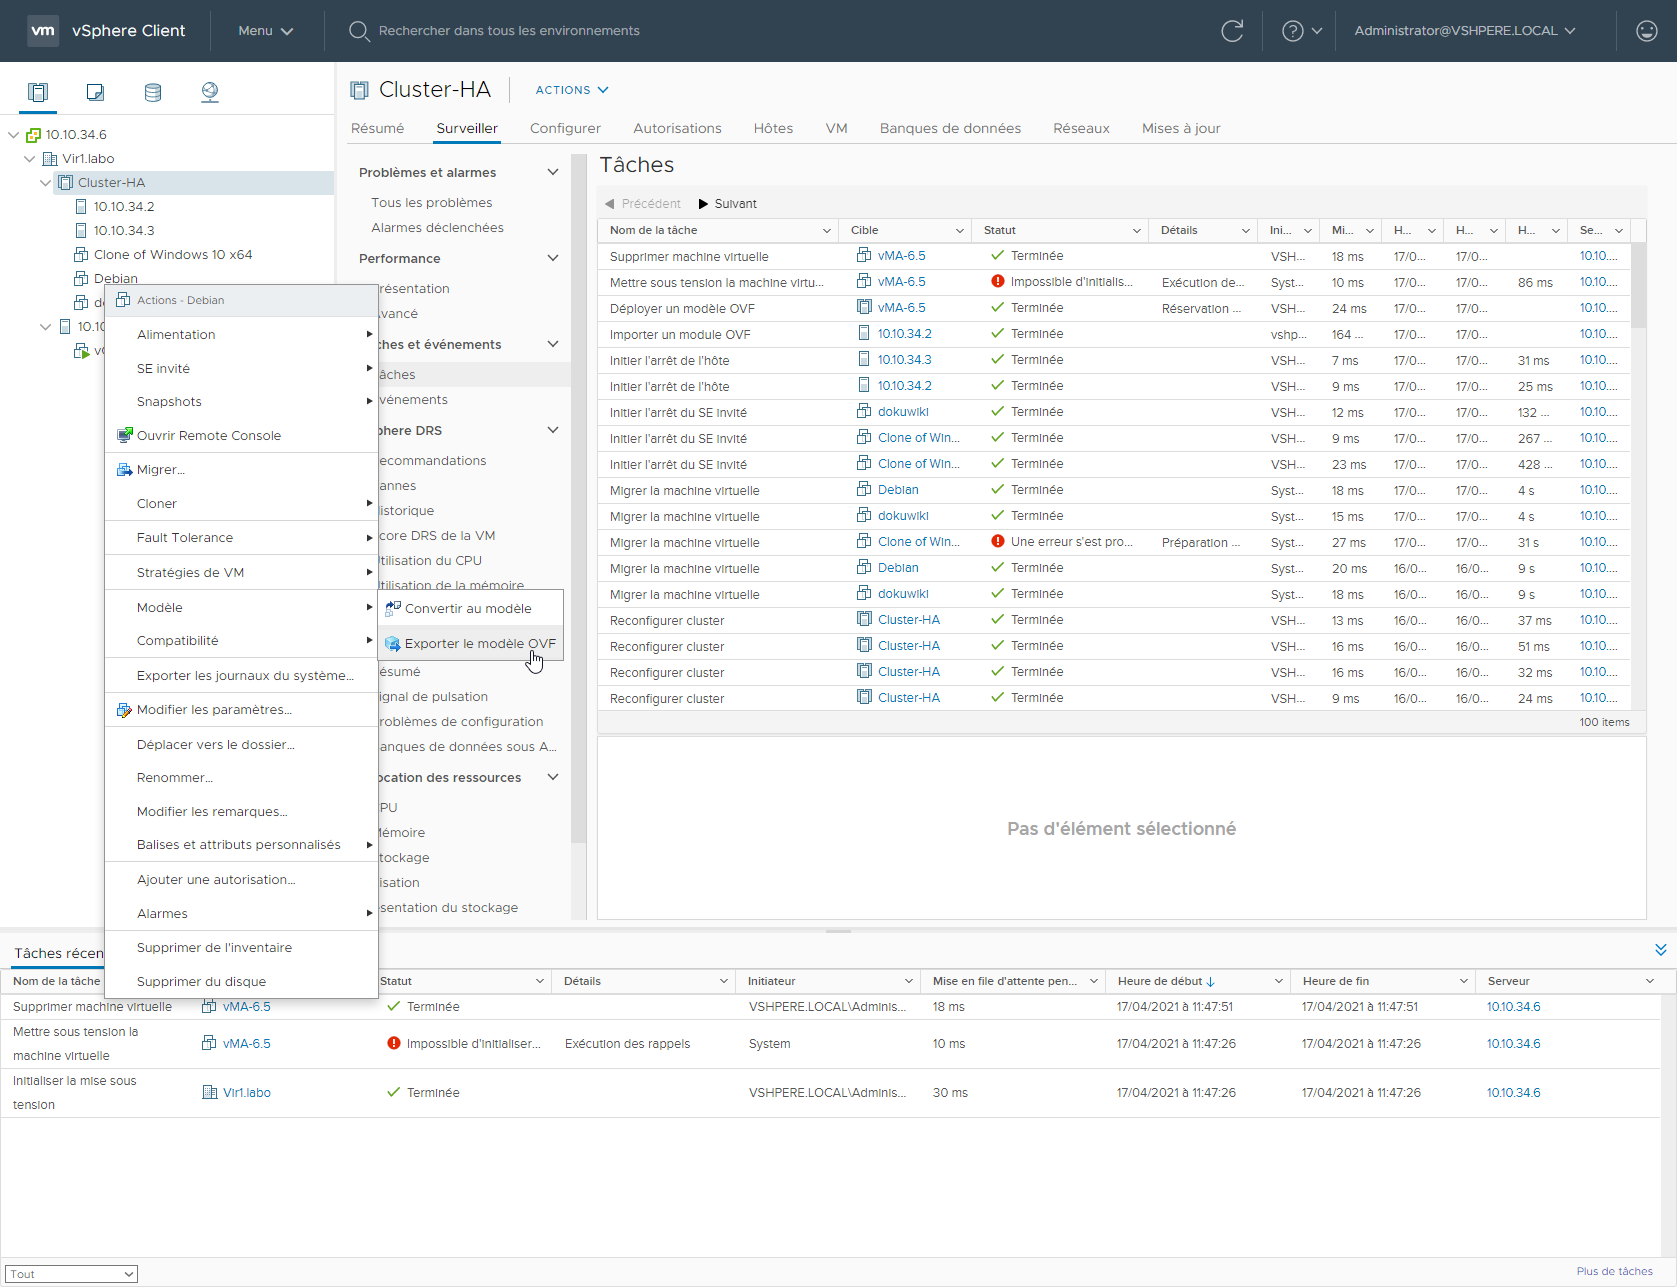 vm vSphere Client Menu Rechercher dans tous les environnements Administrator@VSHPERE.LOCAL
10.10.34.6
Vir1.labo
Cluster-HA
10.10.34.2
10.10.34.3
Clone of Windows 10 x64
Debian
Actions - Debian
Alimentation
SE invité
Snapshots
Ouvrir Remote Console
Migrer...
Cloner
Fault Tolerance
Stratégies de VM
Modèle
Compatibilité
Exporter les journaux du système...
Modifier les paramètres...
Déplacer vers le dossier...
Renommer...
Modifier les remarques...
Balises et attributs personnalisés
Ajouter une autorisation...
Alarmes
Supprimer de l'inventaire
Supprimer du disque
Convertir au modèle
Exporter le modèle OVF
Cluster-HA ACTIONS
Résumé Surveiller Configurer Autorisations Hôtes VM Banques de données Réseaux Mises à jour
Problèmes et alarmes
Tous les problèmes
Alarmes déclenchées
Performance
résentation
vancé
ches et événements
âches
vénements
phere DRS
ecommandations
annes
istorique
core DRS de la VM
tilisation du CPU
tilisation de la mémoire
ésumé
ignal de pulsation
roblèmes de configuration
anques de données sous A...
ocation des ressources
PU
émoire
tockage
isation
sentation du stockage
Tâches
Précédent Suivant
Nom de la tâche Cible Statut Détails Ini... Mi... H... H... H... Se...
Supprimer machine virtuelle vMA-6.5 Terminée VSH... 18 ms 17/0... 17/0... 10.10....
Mettre sous tension la machine virtu... vMA-6.5 Impossible d'initialis... Exécution de... Syst... 10 ms 17/0... 17/0... 86 ms 10.10....
Déployer un modèle OVF vMA-6.5 Terminée Réservation ... VSH... 24 ms 17/0... 17/0... 10.10....
Importer un module OVF 10.10.34.2 Terminée vshp... 164 ... 17/0... 17/0... 10.10....
Initier l'arrêt de l'hôte 10.10.34.3 Terminée VSH... 7 ms 17/0... 17/0... 31 ms 10.10....
Initier l'arrêt de l'hôte 10.10.34.2 Terminée VSH... 9 ms 17/0... 17/0... 25 ms 10.10....
Initier l'arrêt du SE invité dokuwiki Terminée VSH... 12 ms 17/0... 17/0... 132 ... 10.10....
Initier l'arrêt du SE invité Clone of Win... Terminée VSH... 9 ms 17/0... 17/0... 267 ... 10.10....
Initier l'arrêt du SE invité Clone of Win... Terminée VSH... 23 ms 17/0... 17/0... 428 ... 10.10....
Migrer la machine virtuelle Debian Terminée Syst... 18 ms 17/0... 17/0... 4 s 10.10....
Migrer la machine virtuelle dokuwiki Terminée Syst... 15 ms 17/0... 17/0... 4 s 10.10....
Migrer la machine virtuelle Clone of Win... Une erreur s'est pro... Préparation ... Syst... 27 ms 17/0... 17/0... 31 s 10.10....
Migrer la machine virtuelle Debian Terminée Syst... 20 ms 16/0... 16/0... 9 s 10.10....
Migrer la machine virtuelle dokuwiki Terminée Syst... 18 ms 16/0... 16/0... 9 s 10.10....
Reconfigurer cluster Cluster-HA Terminée VSH... 13 ms 16/0... 16/0... 37 ms 10.10....
Reconfigurer cluster Cluster-HA Terminée VSH... 16 ms 16/0... 16/0... 51 ms 10.10....
Reconfigurer cluster Cluster-HA Terminée VSH... 16 ms 16/0... 16/0... 32 ms 10.10....
Reconfigurer cluster Cluster-HA Terminée VSH... 9 ms 16/0... 16/0... 24 ms 10.10....
100 items
Pas d'élément sélectionné
Tâches récen
Nom de la tâche Statut Détails Initiateur Mise en file d'attente pen... Heure de début Heure de fin Serveur
Supprimer machine virtuelle vMA-6.5 Terminée VSHPERE.LOCAL\Adminis... 18 ms 17/04/2021 à 11:47:51 17/04/2021 à 11:47:51 10.10.34.6
Mettre sous tension la
machine virtuelle vMA-6.5 Impossible d'initialiser... Exécution des rappels System 10 ms 17/04/2021 à 11:47:26 17/04/2021 à 11:47:26 10.10.34.6
Initialiser la mise sous
tension Vir1.labo Terminée VSHPERE.LOCAL\Adminis... 30 ms 17/04/2021 à 11:47:26 17/04/2021 à 11:47:26 10.10.34.6
Tout Plus de tâches